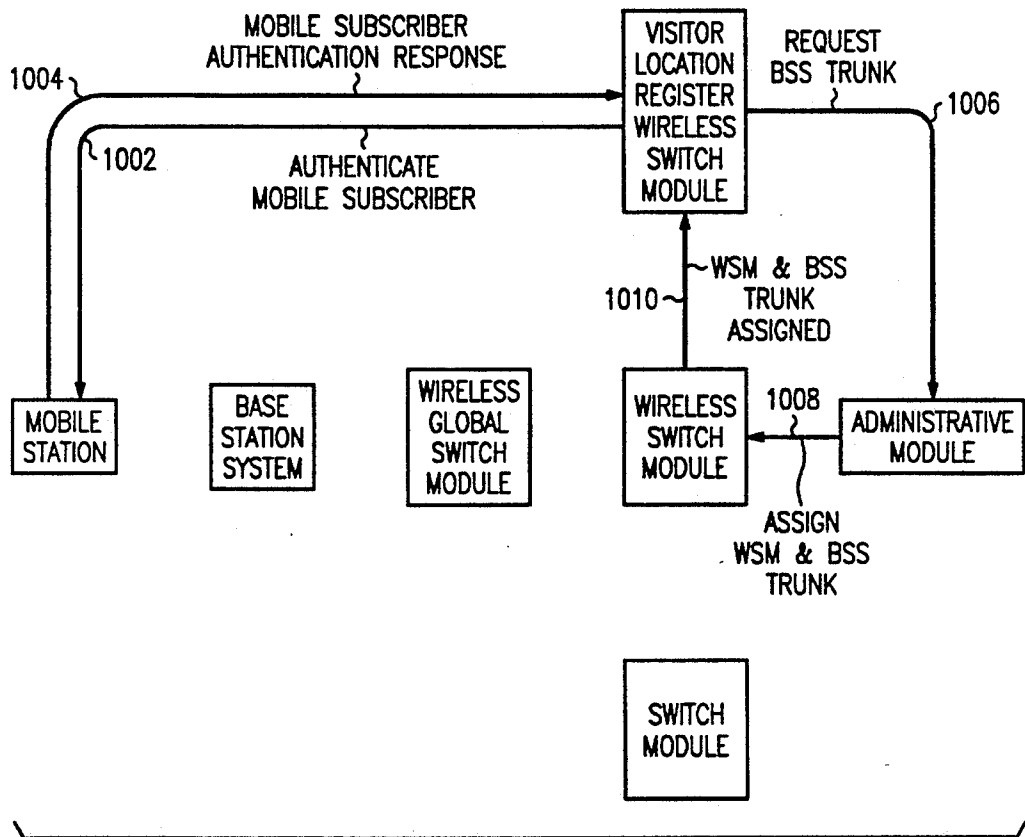 MOBILE SUBSCRIBER
AUTHENTICATION RESPONSE
1004
1002
AUTHENTICATE
MOBILE SUBSCRIBER
VISITOR
LOCATION
REGISTER
WIRELESS
SWITCH
MODULE
REQUEST
BSS TRUNK
1006
WSM & BSS
TRUNK
ASSIGNED
1010
MOBILE
STATION
BASE
STATION
SYSTEM
WIRELESS
GLOBAL
SWITCH
MODULE
WIRELESS
SWITCH
MODULE
1008
ADMINISTRATIVE
MODULE
ASSIGN
WSM & BSS
TRUNK
SWITCH
MODULE